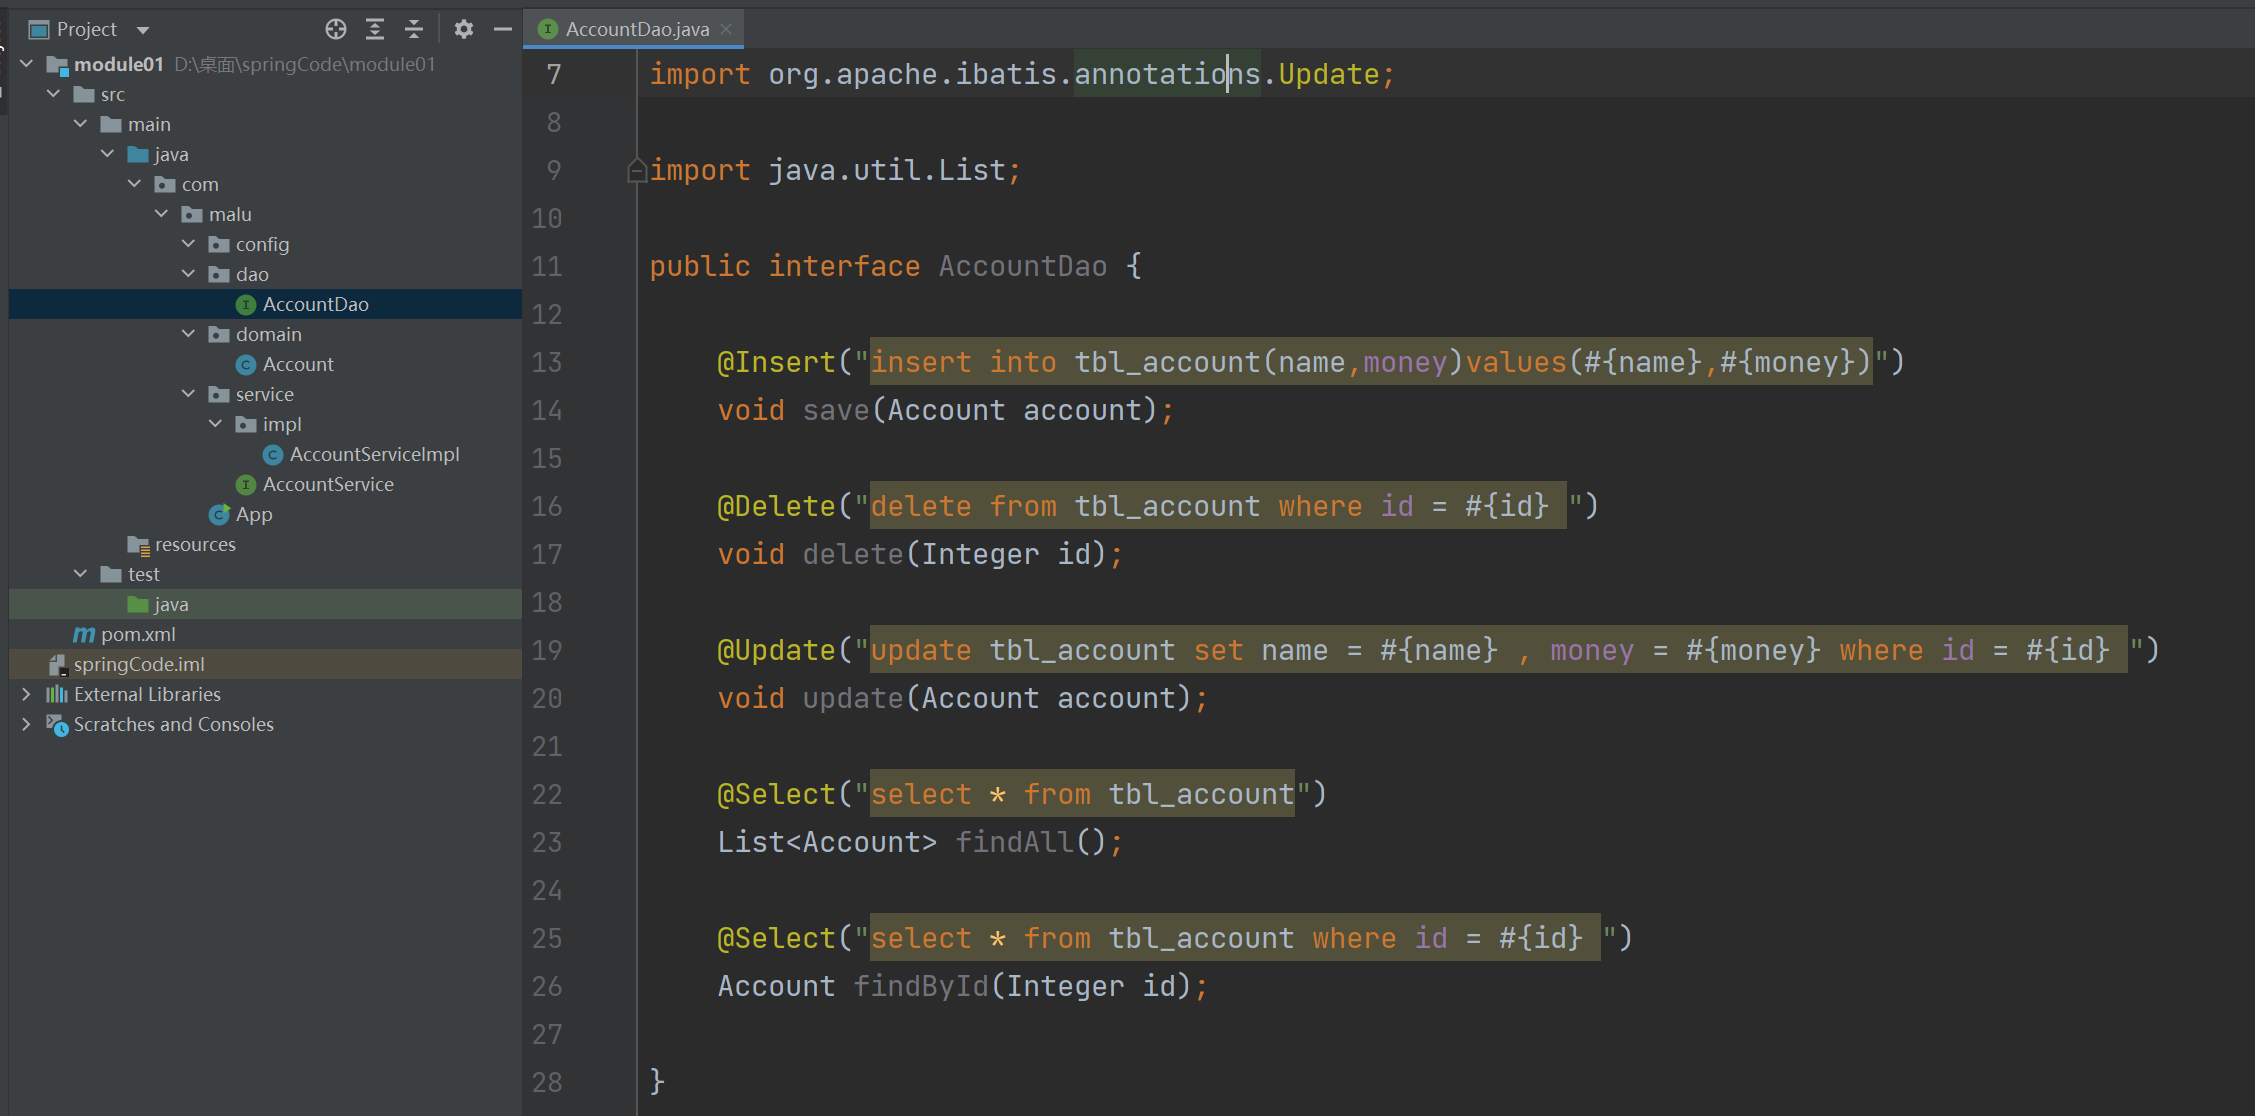 Project
module01 D:\桌面\springCode\module01
src
main
java
com
malu
config
dao
AccountDao
domain
Account
service
impl
AccountServiceImpl
AccountService
App
resources
test
java
pom.xml
springCode.iml
External Libraries
Scratches and Consoles
AccountDao.java
7 import org.apache.ibatis.annotations.Update;
8
9 import java.util.List;
10
11 public interface AccountDao {
12
13 @Insert("insert into tbl_account(name,money)values(#{name},#{money})")
14 void save(Account account);
15
16 @Delete("delete from tbl_account where id = #{id} ")
17 void delete(Integer id);
18
19 @Update("update tbl_account set name = #{name} , money = #{money} where id = #{id} ")
20 void update(Account account);
21
22 @Select("select * from tbl_account")
23 List<Account> findAll();
24
25 @Select("select * from tbl_account where id = #{id} ")
26 Account findById(Integer id);
27
28 }